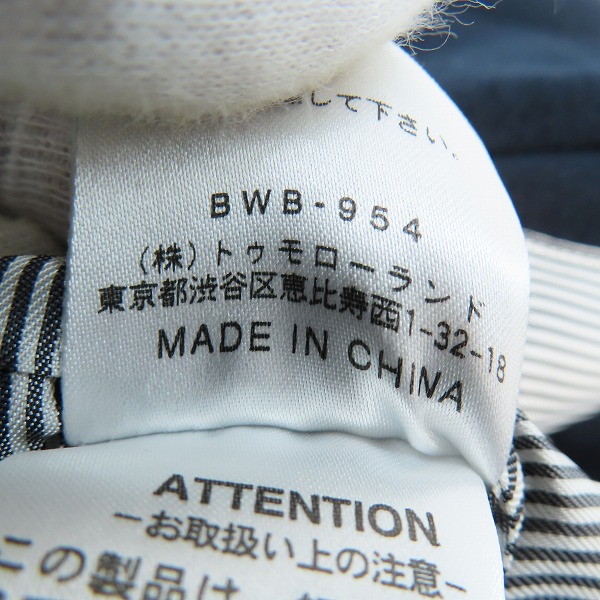 して下さい。
BWB-954
(株)トゥモローランド
東京都渋谷区恵比寿西1-32-18
MADE IN CHINA
ATTENTION
−お取扱い上の注意−
この製品は